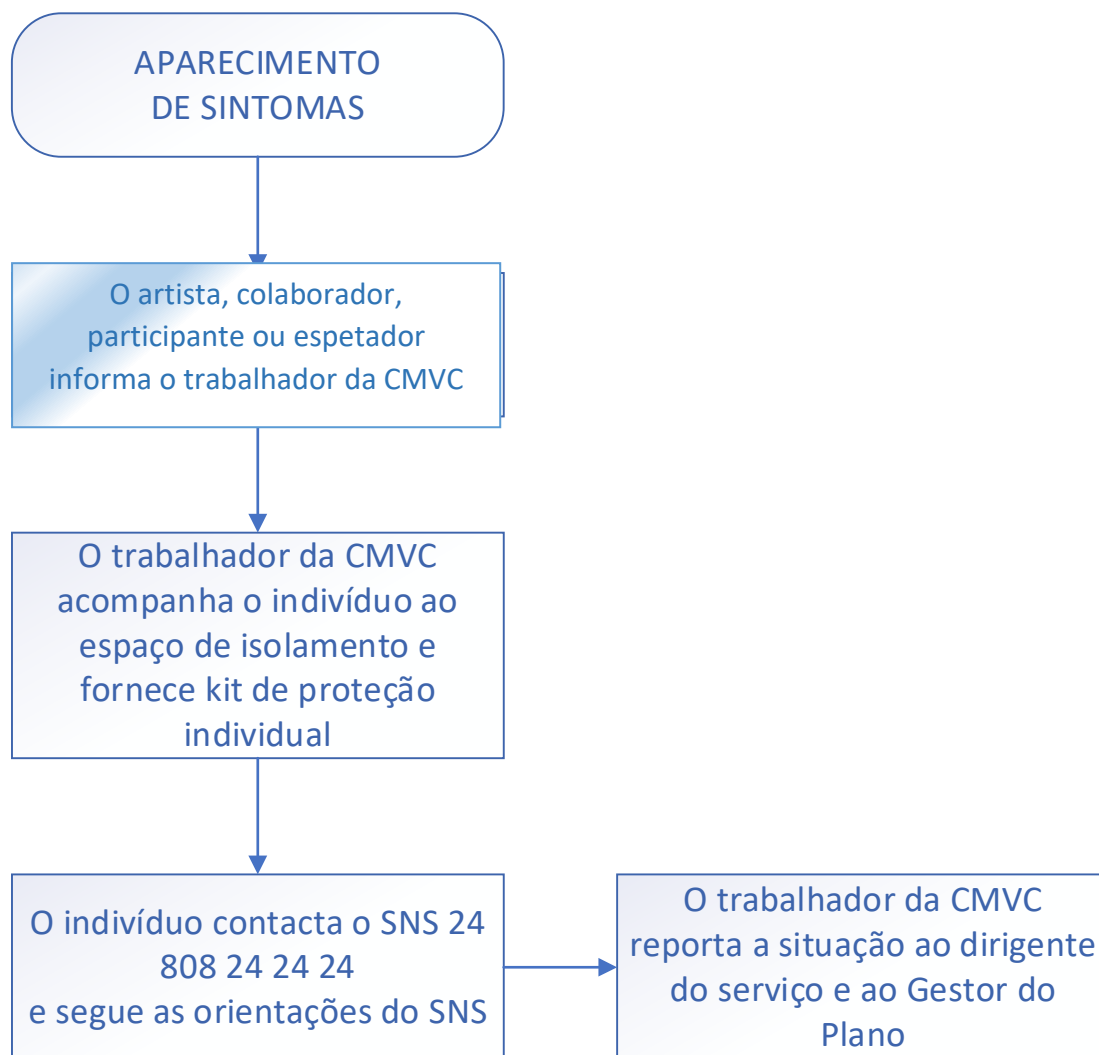 APARECIMENTO
DE SINTOMAS
O artista, colaborador,
participante ou espetador
informa o trabalhador da CMVC
O trabalhador da CMVC
acompanha o indivíduo ao
espaço de isolamento e
fornece kit de proteção
individual
O indivíduo contacta o SNS 24
808 24 24 24
e segue as orientações do SNS
O trabalhador da CMVC
reporta a situação ao dirigente
do serviço e ao Gestor do
Plano